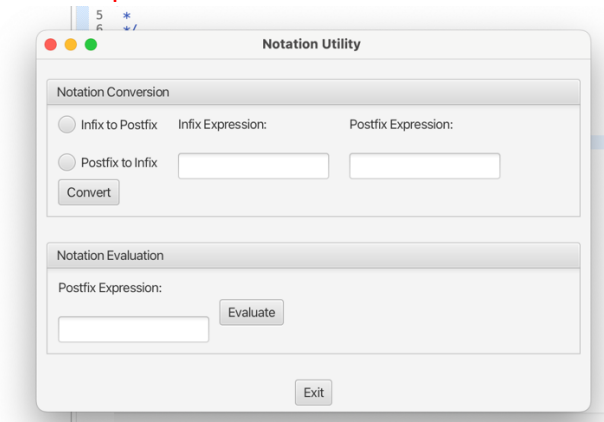 5 *
6 */
Notation Utility
Notation Conversion
Infix to Postfix Infix Expression: Postfix Expression:
Postfix to Infix
Convert
Notation Evaluation
Postfix Expression:
Evaluate
Exit